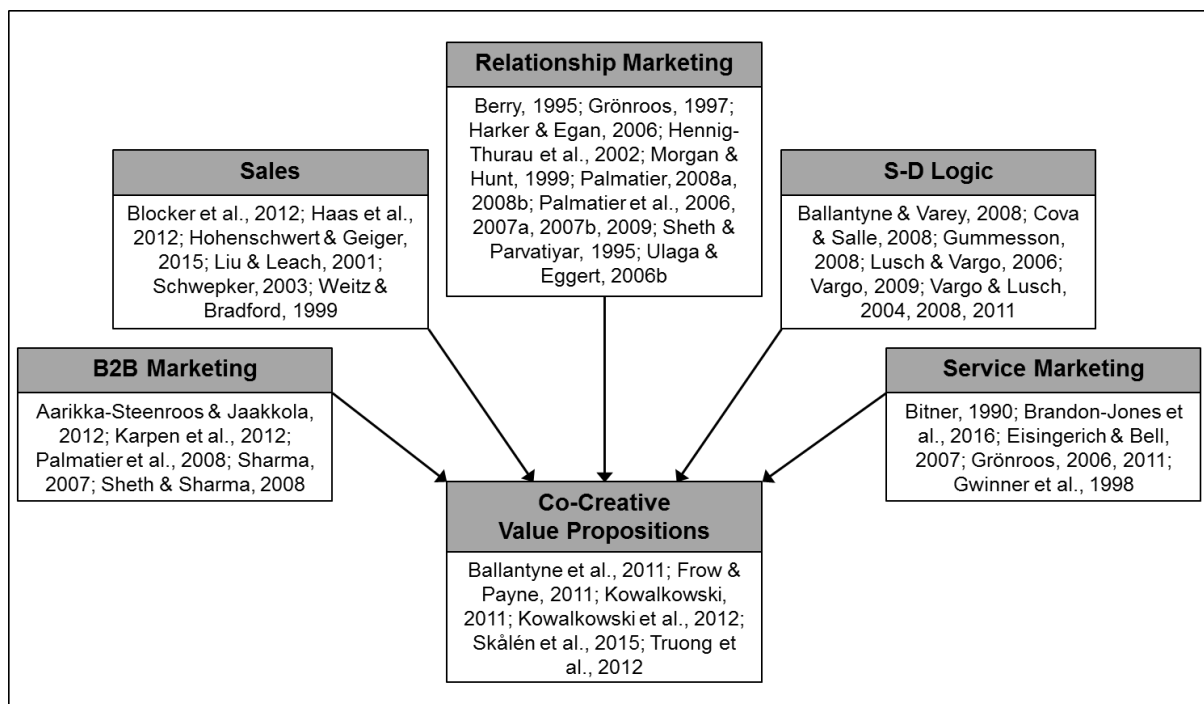 Relationship Marketing
Berry, 1995; Grönroos, 1997;
Harker & Egan, 2006; Hennig-
Thurau et al., 2002; Morgan &
Hunt, 1999; Palmatier, 2008a,
2008b; Palmatier et al., 2006,
2007a, 2007b, 2009; Sheth &
Parvatiyar, 1995; Ulaga &
Eggert, 2006b
Sales
Blocker et al., 2012; Haas et al.,
2012; Hohenschwert & Geiger,
2015; Liu & Leach, 2001;
Schwepker, 2003; Weitz &
Bradford, 1999
S-D Logic
Ballantyne & Varey, 2008; Cova
& Salle, 2008; Gummesson,
2008; Lusch & Vargo, 2006;
Vargo, 2009; Vargo & Lusch,
2004, 2008, 2011
B2B Marketing
Aarikka-Steenroos & Jaakkola,
2012; Karpen et al., 2012;
Palmatier et al., 2008; Sharma,
2007; Sheth & Sharma, 2008
Service Marketing
Bitner, 1990; Brandon-Jones et
al., 2016; Eisingerich & Bell,
2007; Grönroos, 2006, 2011;
Gwinner et al., 1998
Co-Creative
Value Propositions
Ballantyne et al., 2011; Frow &
Payne, 2011; Kowalkowski,
2011; Kowalkowski et al., 2012;
Skålén et al., 2015; Truong et
al., 2012